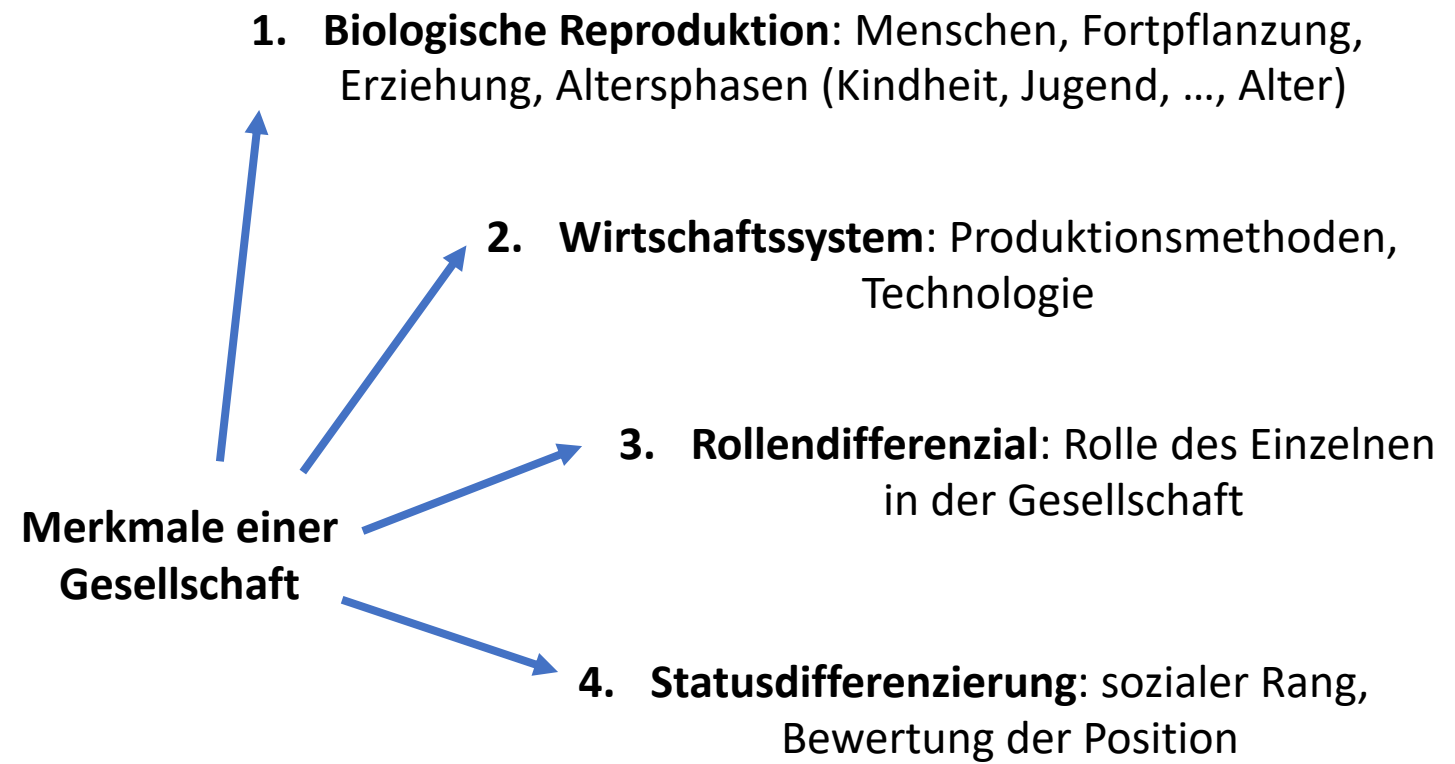 1. Biologische Reproduktion: Menschen, Fortpflanzung,
Erziehung, Altersphasen (Kindheit, Jugend, …, Alter)
2. Wirtschaftssystem: Produktionsmethoden,
Technologie
3. Rollendifferenzial: Rolle des Einzelnen
in der Gesellschaft
Merkmale einer
Gesellschaft
4. Statusdifferenzierung: sozialer Rang,
Bewertung der Position